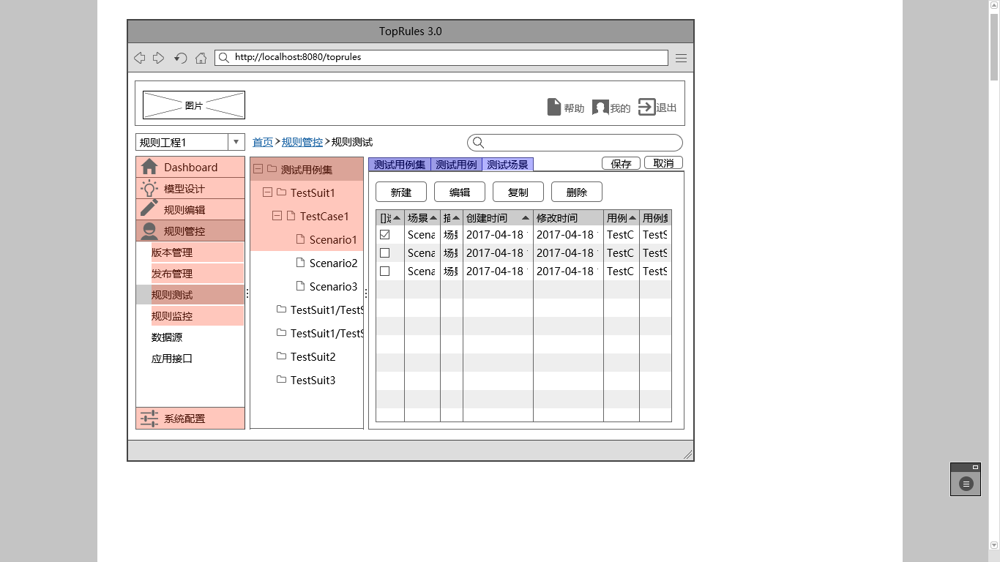 TopRules 3.0
http://localhost:8080/toprules
图片
帮助 我的 退出
规则工程1
首页 规则管控 规则测试
Dashboard
模型设计
规则编辑
规则管控
版本管理
发布管理
规则测试
规则监控
数据源
应用接口
系统配置
测试用例集
TestSuit1
TestCase1
Scenario1
Scenario2
Scenario3
TestSuit1/TestS
TestSuit1/TestS
TestSuit2
TestSuit3
测试用例集 测试用例 测试场景 保存 取消
新建 编辑 复制 删除
[] 场景 创建时间 修改时间 用例 用例
Scena 场 2017-04-18 2017-04-18 TestC TestS
Scena 场 2017-04-18 2017-04-18 TestC TestS
Scena 场 2017-04-18 2017-04-18 TestC TestS